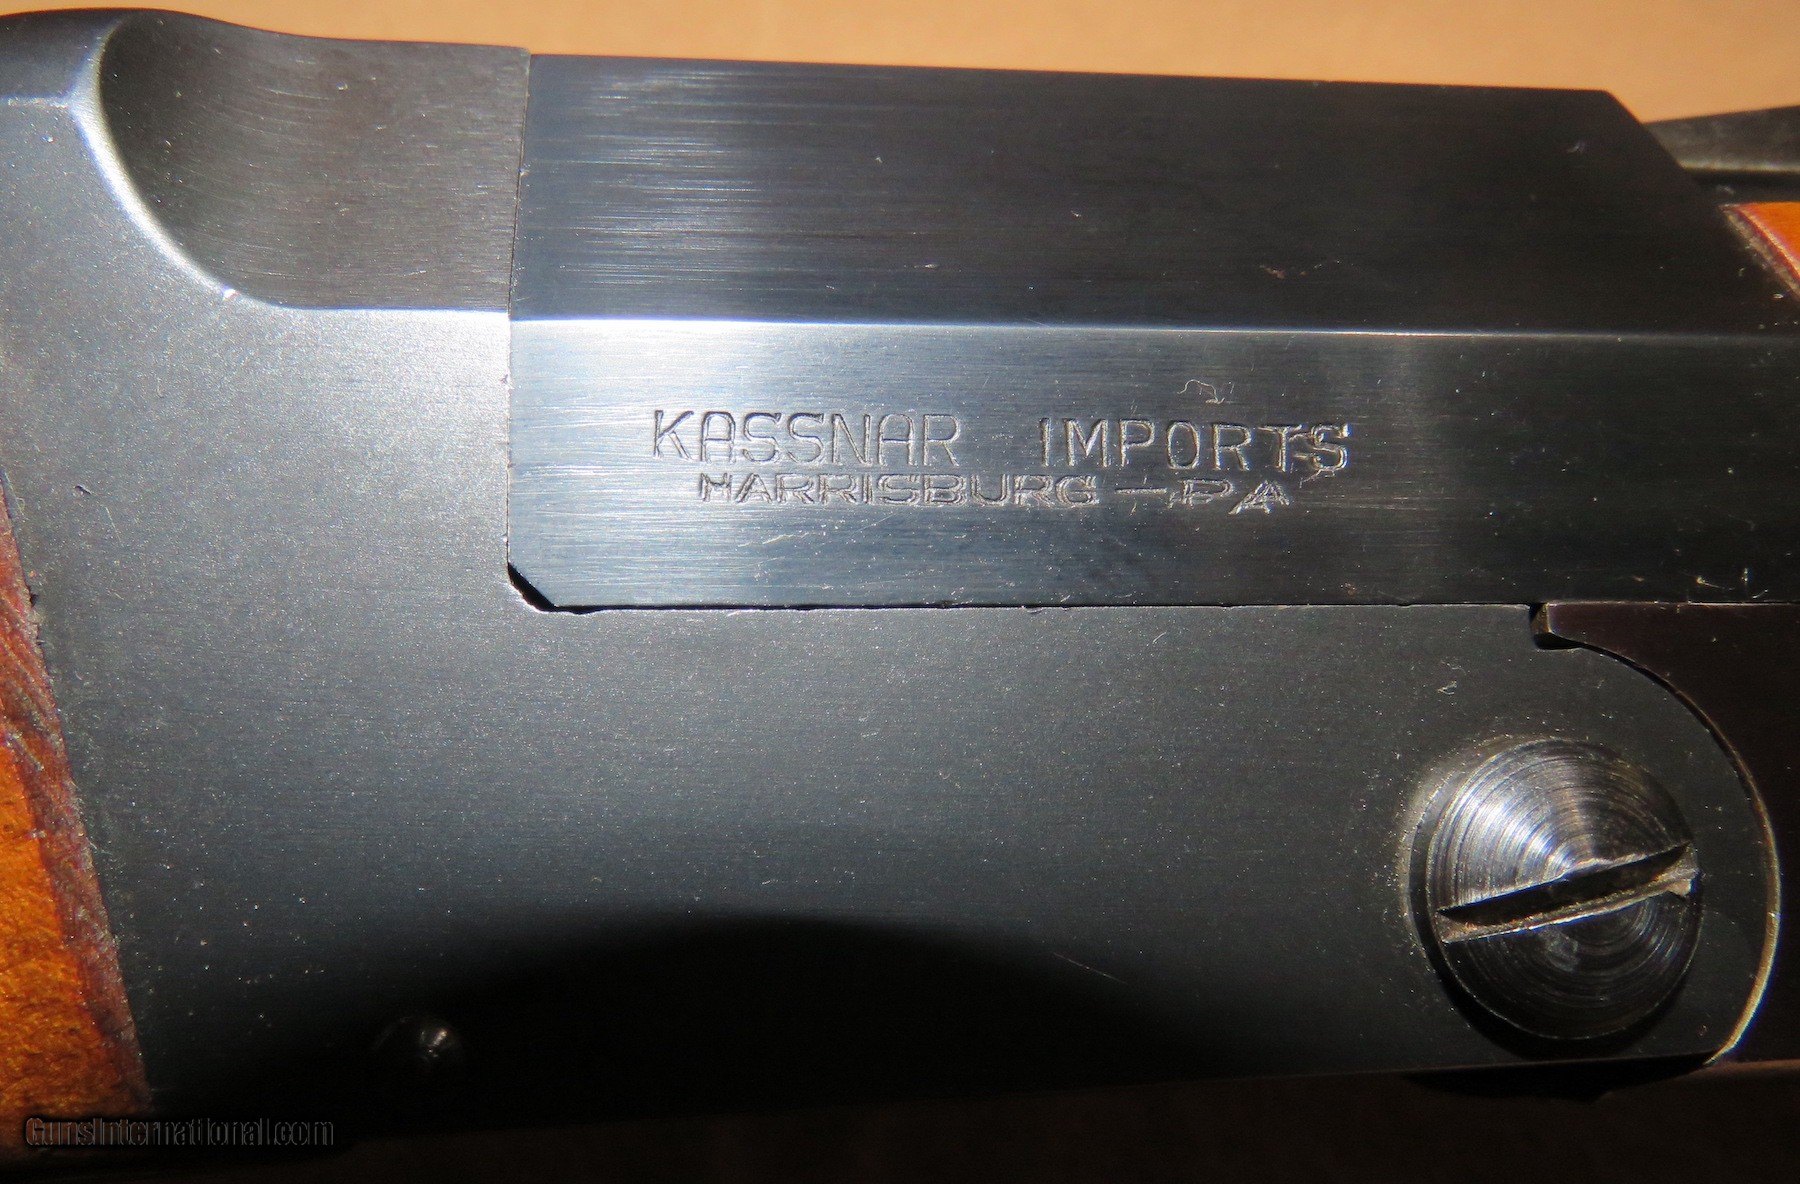 KASSNAR IMPORTS
HARRISBURG-PA
GunsInternational.com